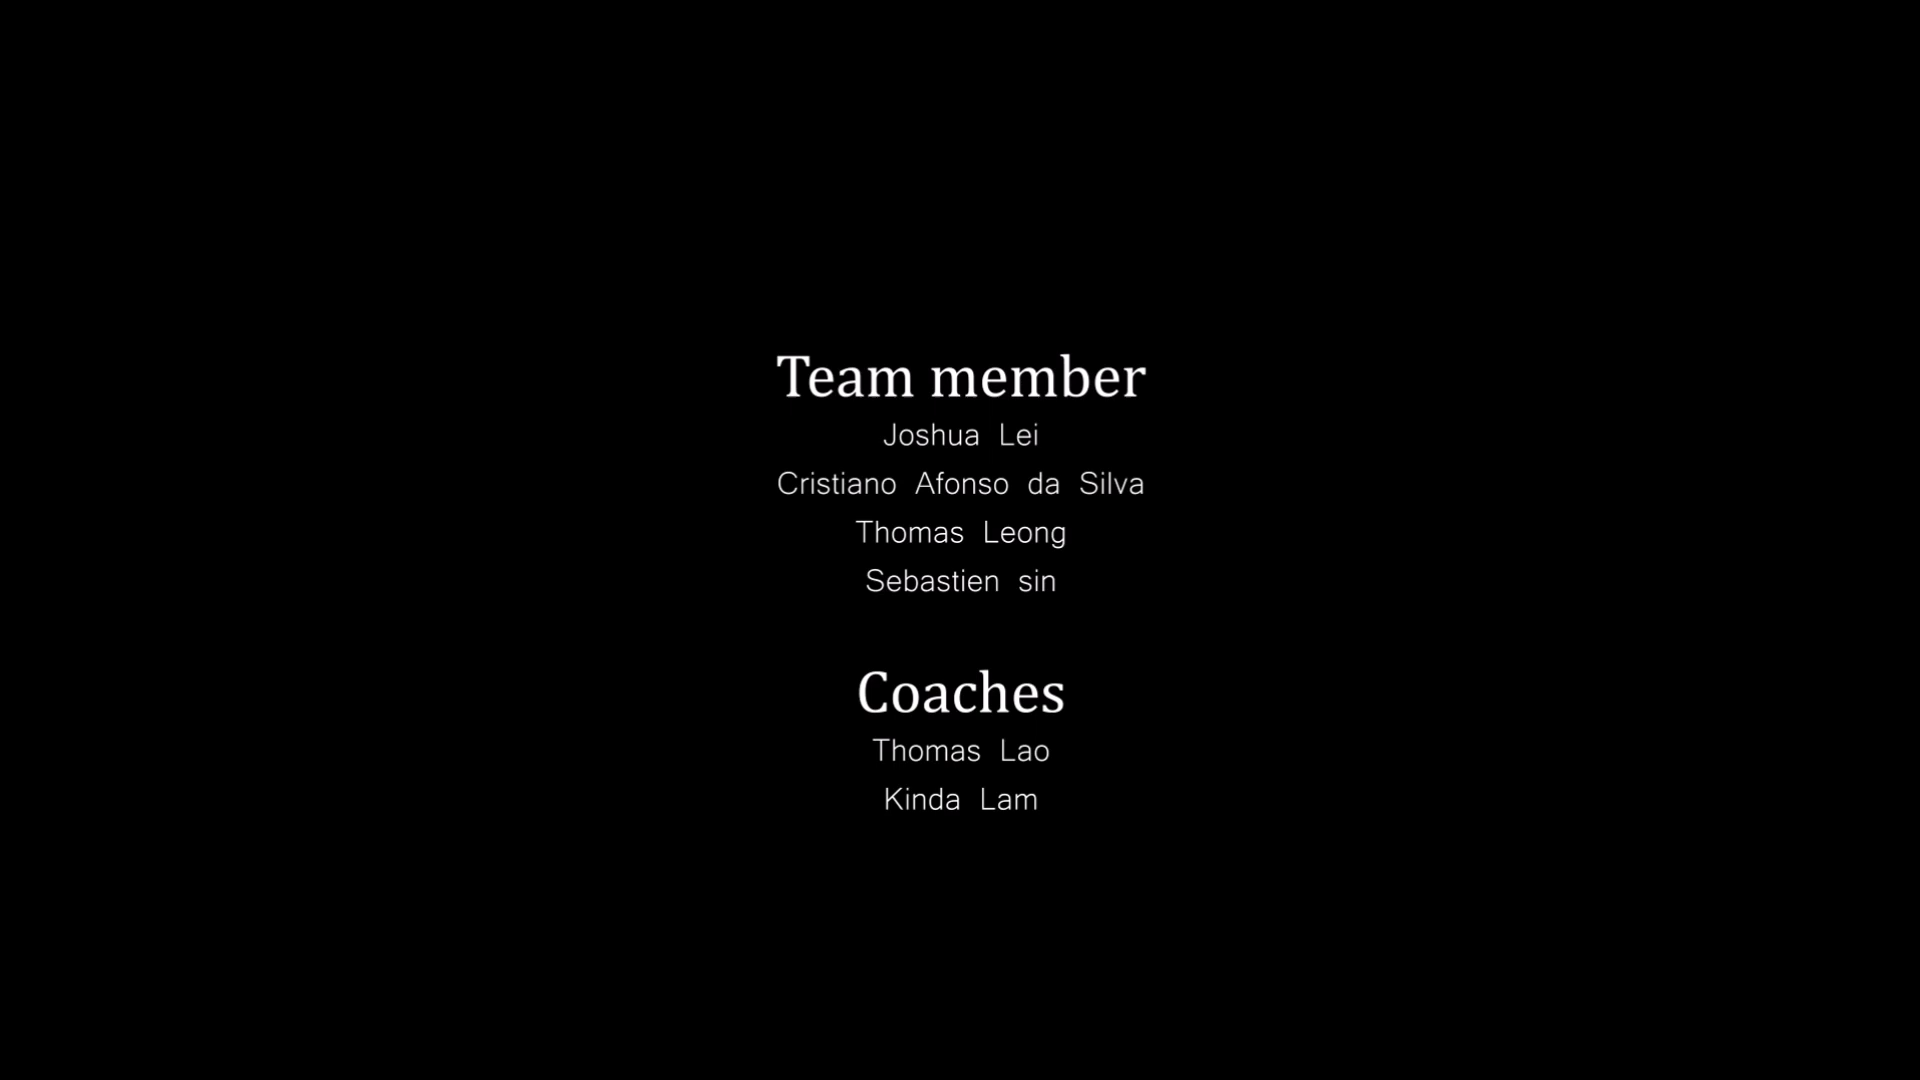 Team member
Joshua Lei
Cristiano Afonso da Silva
Thomas Leong
Sebastien sin
Coaches
Thomas Lao
Kinda Lam